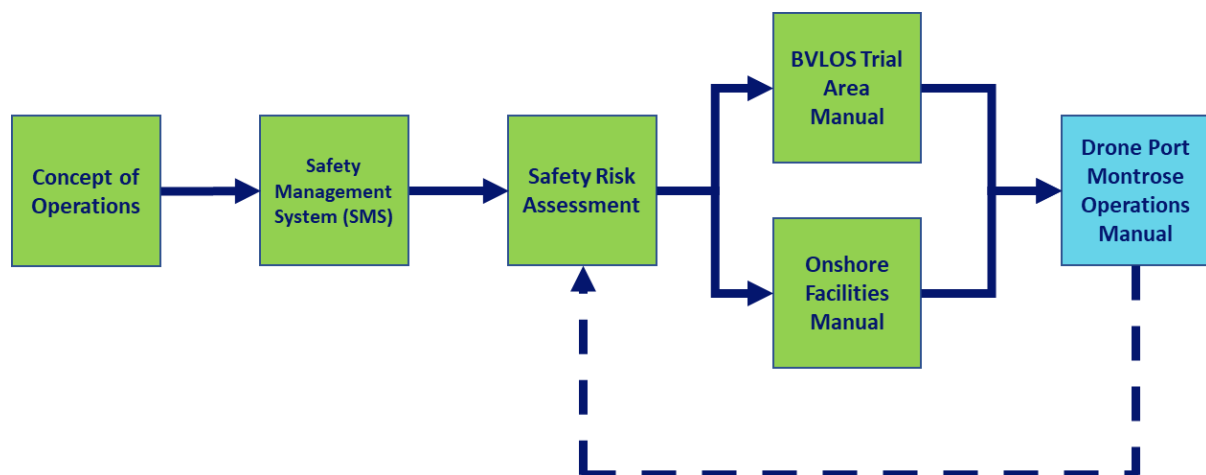 Concept of
Operations
Safety
Management
System (SMS)
Safety Risk
Assessment
BVLOS Trial
Area
Manual
Onshore
Facilities
Manual
Drone Port
Montrose
Operations
Manual